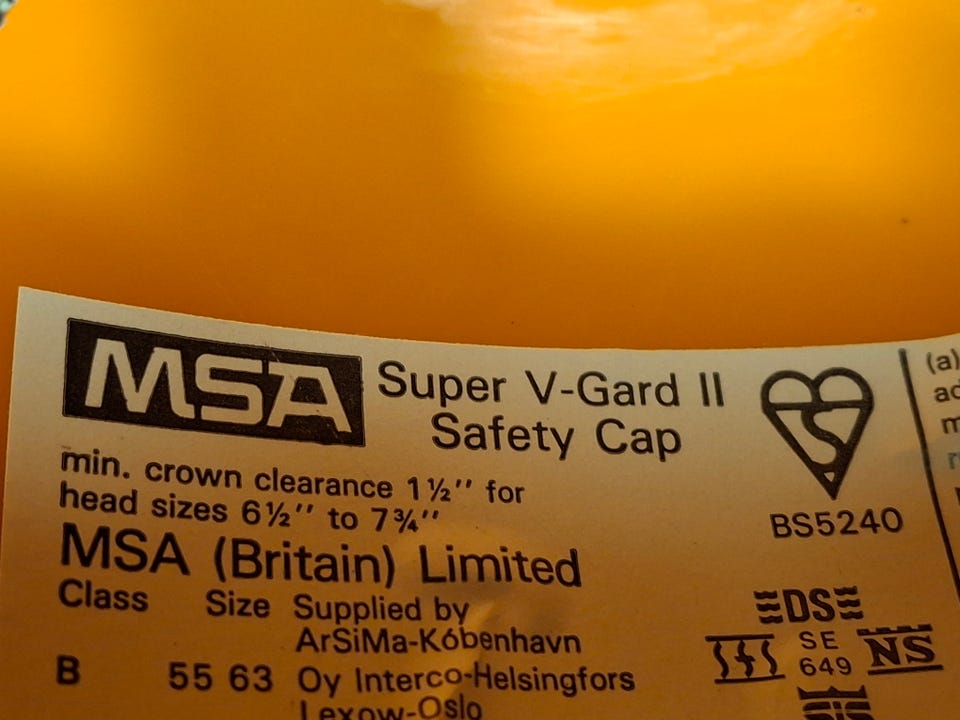 MSA
Super V-Gard II
Safety Cap
min. crown clearance 1½" for
head sizes 6½" to 7¾"
MSA (Britain) Limited
Class Size Supplied by
ArSiMa-Kóbenhavn
B 55 63 Oy Interco-Helsingfors
Lexow-Oslo
BS5240
DS
SFS SE NS
649
SIS
(a)